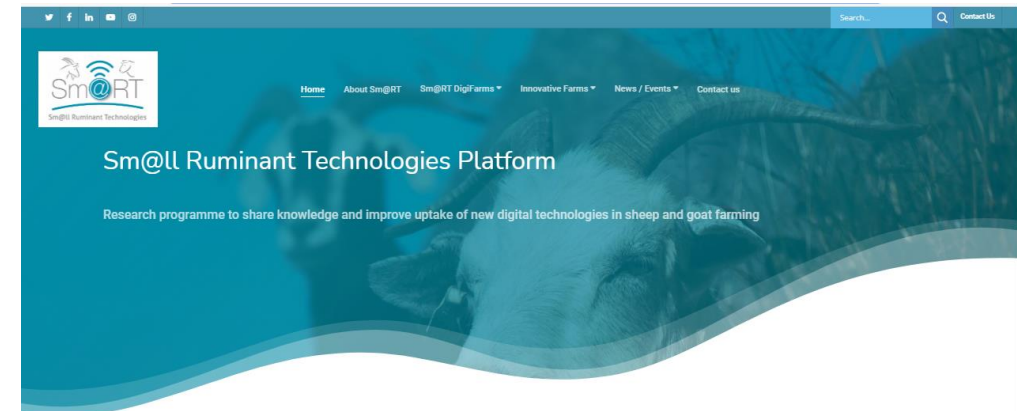 Search...
Contact Us
Sm@RT
Sm@ll Ruminant Technologies
Home About Sm@RT Sm@RT DigiFarms Innovative Farms News / Events Contact us
Sm@ll Ruminant Technologies Platform
Research programme to share knowledge and improve uptake of new digital technologies in sheep and goat farming